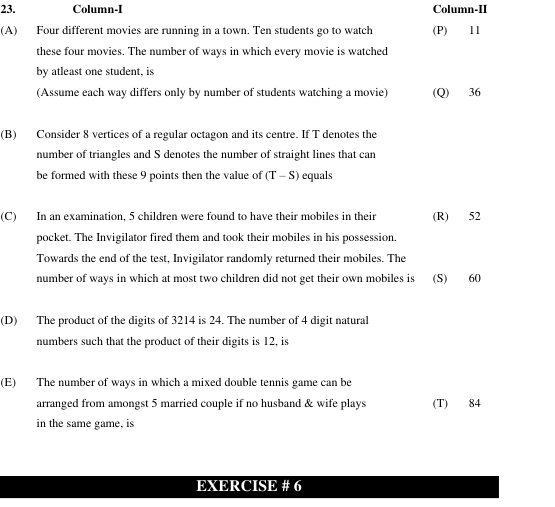 23. Column-I Column-II
(A) Four different movies are running in a town. Ten students go to watch (P) 11
these four movies. The number of ways in which every movie is watched
by atleast one student, is
(Assume each way differs only by number of students watching a movie) (Q) 36
(B) Consider 8 vertices of a regular octagon and its centre. If T denotes the
number of triangles and S denotes the number of straight lines that can
be formed with these 9 points then the value of (T – S) equals
(C) In an examination, 5 children were found to have their mobiles in their (R) 52
pocket. The Invigilator fired them and took their mobiles in his possession.
Towards the end of the test, Invigilator randomly returned their mobiles. The
number of ways in which at most two children did not get their own mobiles is (S) 60
(D) The product of the digits of 3214 is 24. The number of 4 digit natural
numbers such that the product of their digits is 12, is
(E) The number of ways in which a mixed double tennis game can be
arranged from amongst 5 married couple if no husband & wife plays (T) 84
in the same game, is
EXERCISE # 6